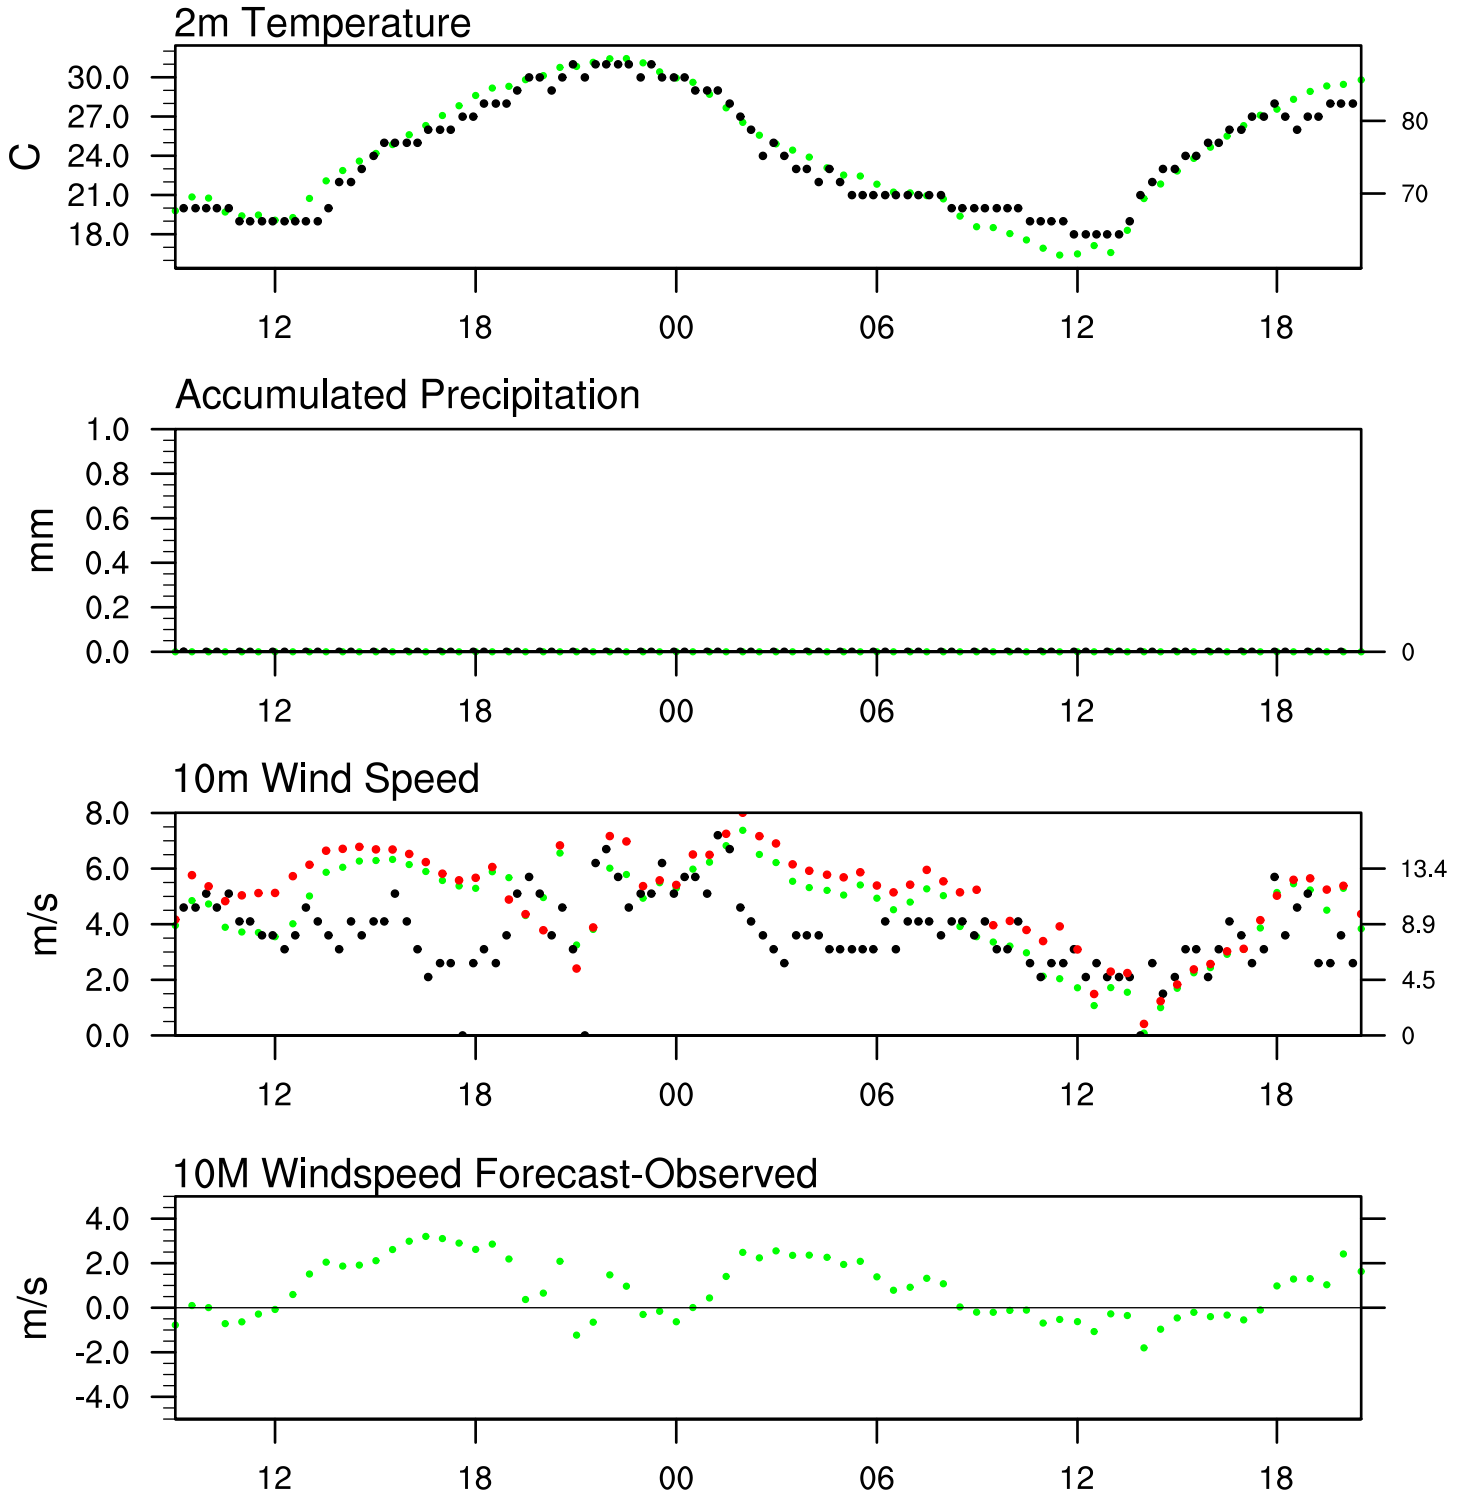 2m Temperature
30.0
27.0
24.0
21.0
18.0
C
80
70
12 18 00 06 12 18
Accumulated Precipitation
1.0
0.8
0.6
0.4
0.2
0.0
mm
0
12 18 00 06 12 18
10m Wind Speed
8.0
6.0
4.0
2.0
0.0
m/s
13.4
8.9
4.5
0
12 18 00 06 12 18
10M Windspeed Forecast-Observed
4.0
2.0
0.0
-2.0
-4.0
m/s
12 18 00 06 12 18